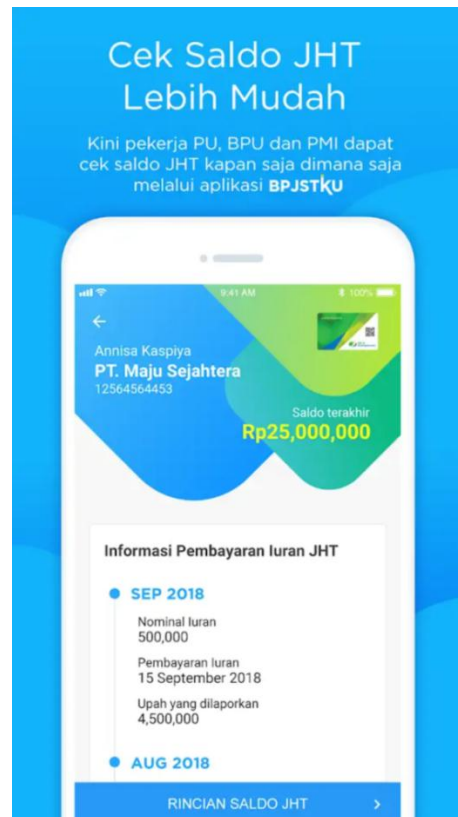 Cek Saldo JHT
Lebih Mudah
Kini pekerja PU, BPU dan PMI dapat
cek saldo JHT kapan saja dimana saja
melalui aplikasi BPJSTKU
9:41 AM
100%
Annisa Kaspiya
PT. Maju Sejahtera
12564564453
Saldo terakhir
Rp25,000,000
Informasi Pembayaran Iuran JHT
SEP 2018
Nominal Iuran
500,000
Pembayaran Iuran
15 September 2018
Upah yang dilaporkan
4,500,000
AUG 2018
RINCIAN SALDO JHT